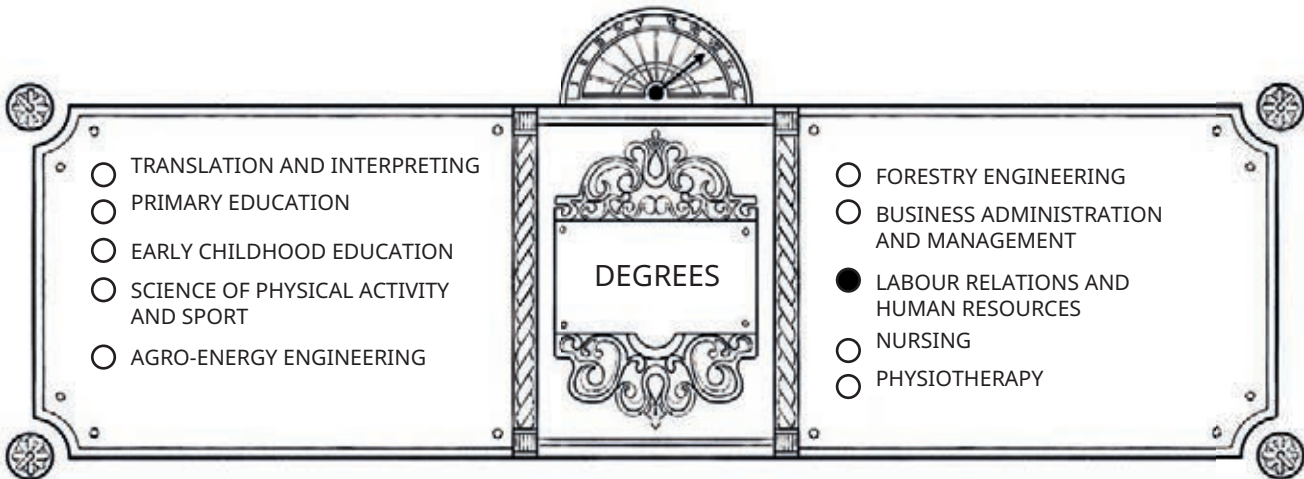 TRANSLATION AND INTERPRETING
PRIMARY EDUCATION
EARLY CHILDHOOD EDUCATION
SCIENCE OF PHYSICAL ACTIVITY
AND SPORT
AGRO-ENERGY ENGINEERING
DEGREES
FORESTRY ENGINEERING
BUSINESS ADMINISTRATION
AND MANAGEMENT
LABOUR RELATIONS AND
HUMAN RESOURCES
NURSING
PHYSIOTHERAPY